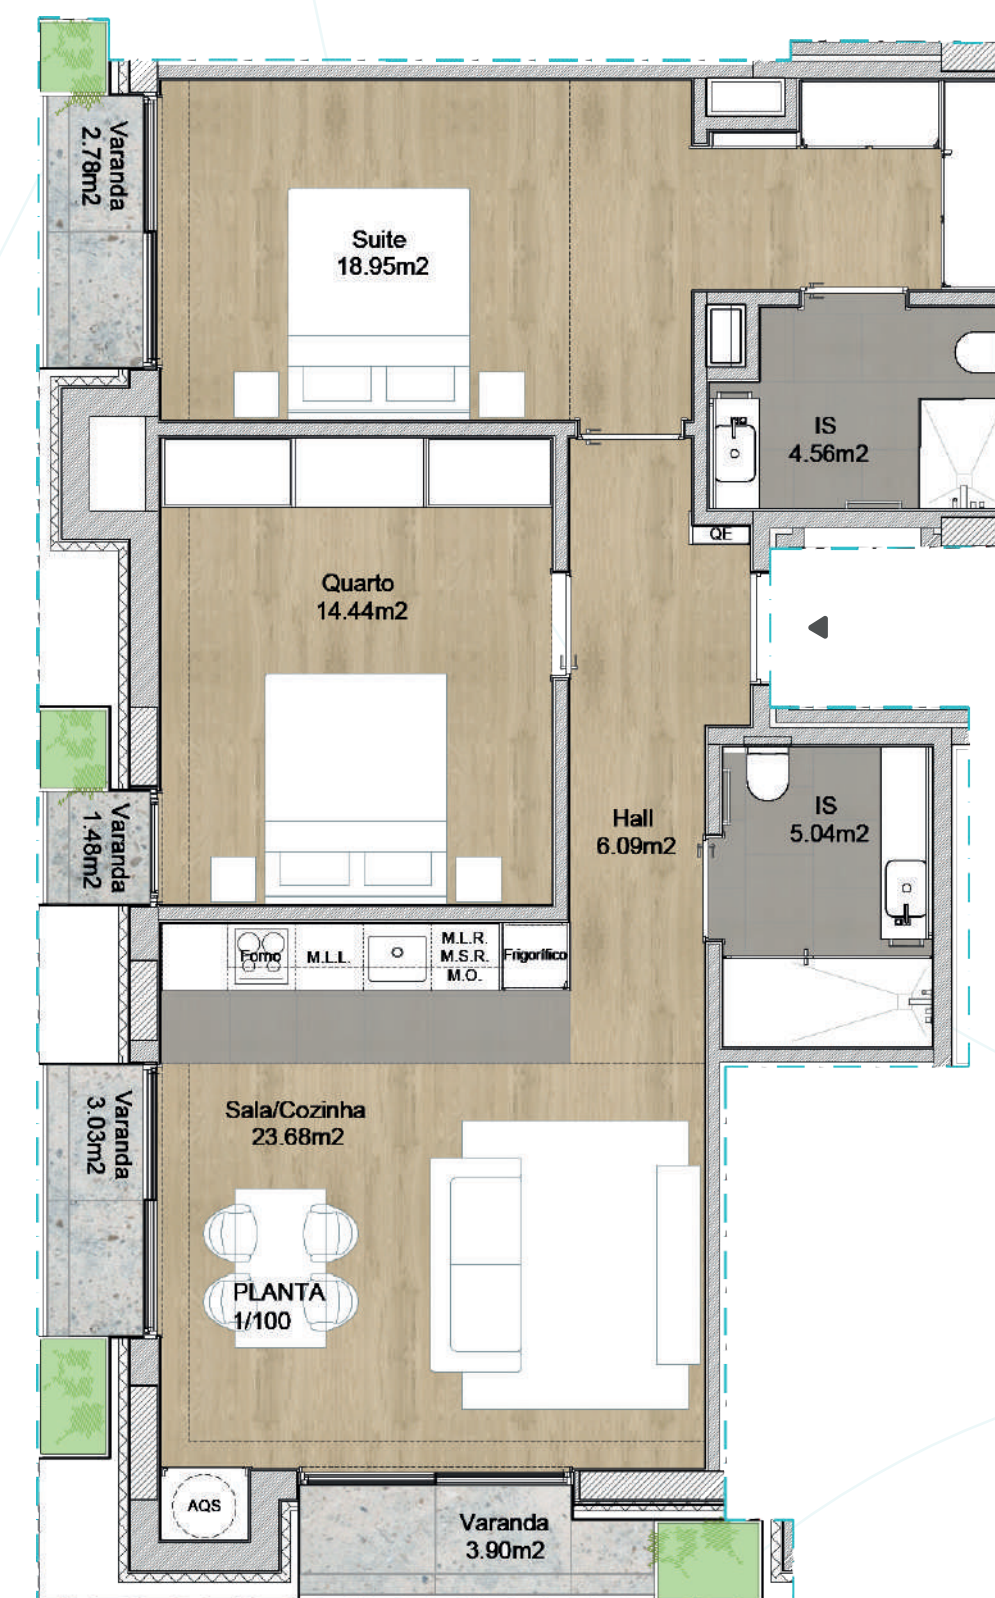 Varanda
2.78m2
Suite
18.95m2
IS
4.56m2
QE
Quarto
14.44m2
Varanda
1.48m2
Hall
6.09m2
IS
5.04m2
Forno
M.L.L.
M.L.R.
M.S.R.
M.O.
Frigorífico
Varanda
3.03m2
Sala/Cozinha
23.68m2
PLANTA
1/100
AQS
Varanda
3.90m2